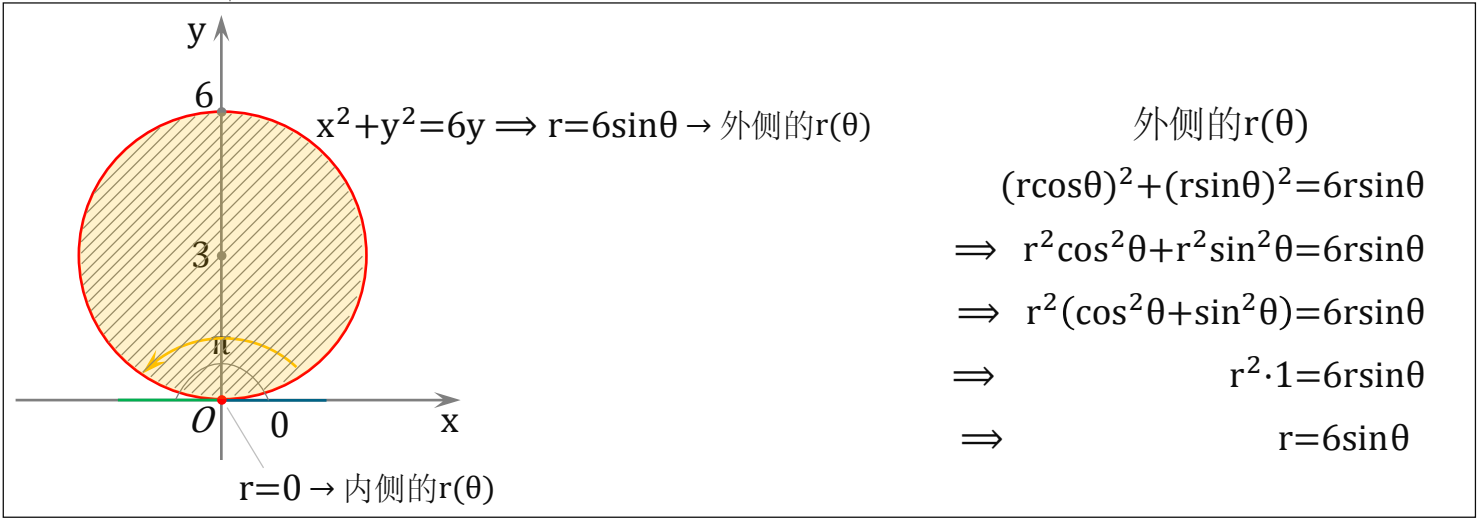 y
6
x²+y²=6y ⟹ r=6sinθ → 外侧的r(θ)
3
π
O
0
x
r=0 → 内侧的r(θ)
外侧的r(θ)
(rcosθ)²+(rsinθ)²=6rsinθ
⟹ r²cos²θ+r²sin²θ=6rsinθ
⟹ r²(cos²θ+sin²θ)=6rsinθ
⟹ r²·1=6rsinθ
⟹ r=6sinθ